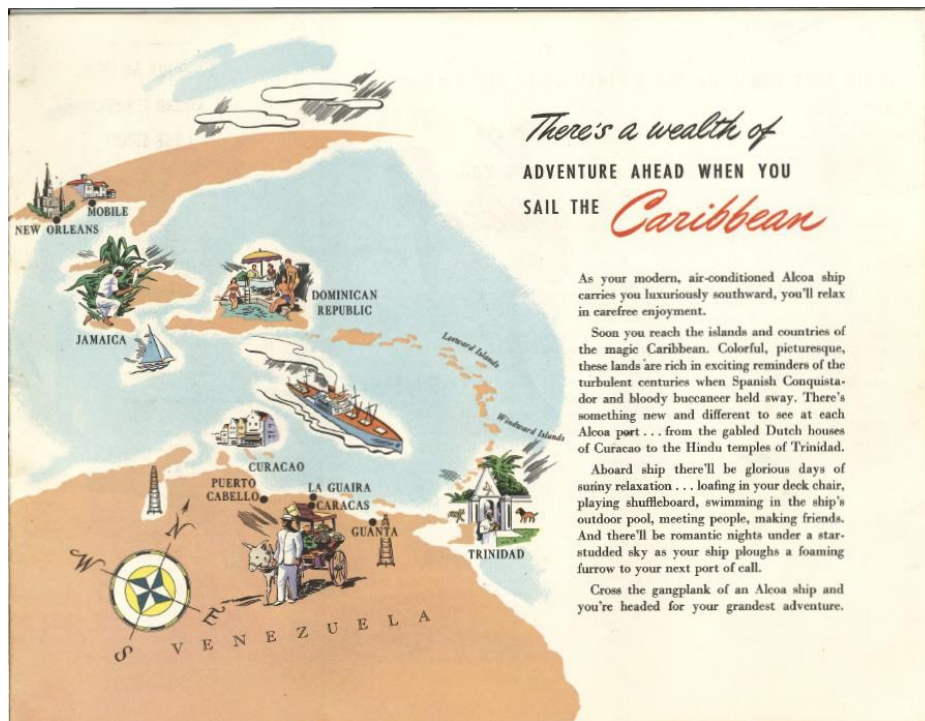 There's a wealth of
ADVENTURE AHEAD WHEN YOU
SAIL THE Caribbean
As your modern, air-conditioned Alcoa ship
carries you luxuriously southward, you'll relax
in carefree enjoyment.
Soon you reach the islands and countries of
the magic Caribbean. Colorful, picturesque,
these lands are rich in exciting reminders of the
turbulent centuries when Spanish Conquista-
dor and bloody buccaneer held sway. There's
something new and different to see at each
Alcoa port . . . from the gabled Dutch houses
of Curacao to the Hindu temples of Trinidad.
Aboard ship there'll be glorious days of
sunny relaxation . . . loafing in your deck chair,
playing shuffleboard, swimming in the ship's
outdoor pool, meeting people, making friends.
And there'll be romantic nights under a star-
studded sky as your ship ploughs a foaming
furrow to your next port of call.
Cross the gangplank of an Alcoa ship and
you're headed for your grandest adventure.
MOBILE
NEW ORLEANS
JAMAICA
DOMINICAN
REPUBLIC
Leeward Islands
Windward Islands
CURACAO
PUERTO
CABELLO
LA GUAIRA
CARACAS
GUANTA
TRINIDAD
N
W
E
S
VENEZUELA